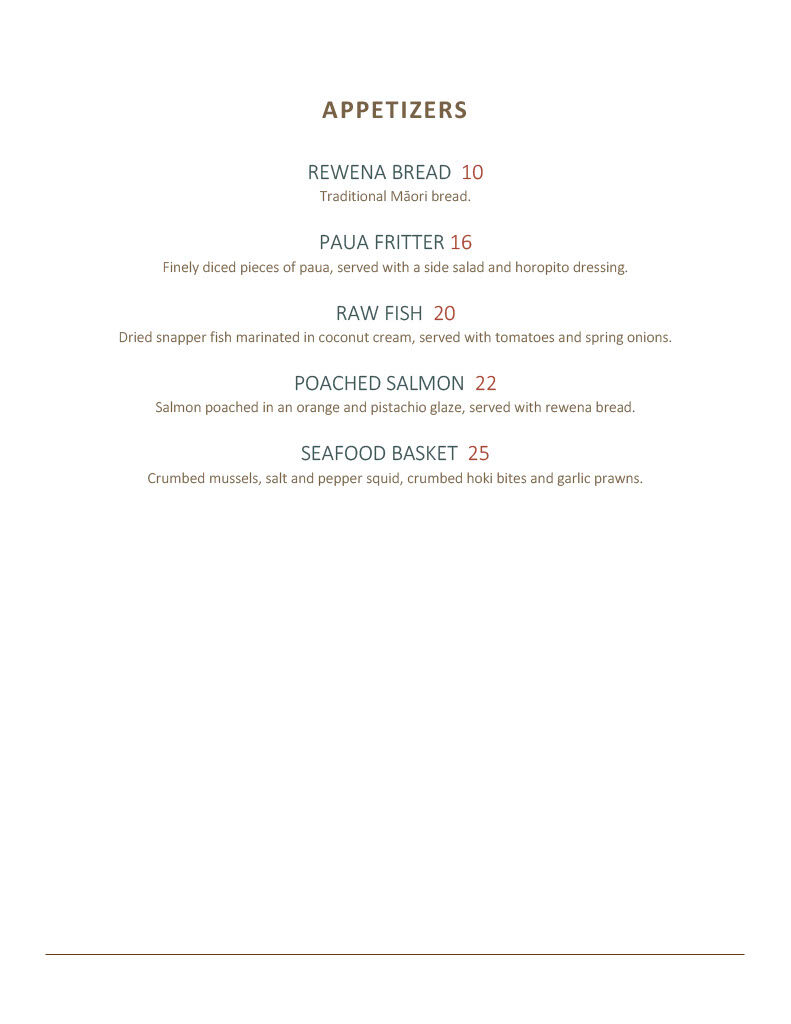 APPETIZERS
REWENA BREAD 10
Traditional Māori bread.
PAUA FRITTER 16
Finely diced pieces of paua, served with a side salad and horopito dressing.
RAW FISH 20
Dried snapper fish marinated in coconut cream, served with tomatoes and spring onions.
POACHED SALMON 22
Salmon poached in an orange and pistachio glaze, served with rewena bread.
SEAFOOD BASKET 25
Crumbed mussels, salt and pepper squid, crumbed hoki bites and garlic prawns.